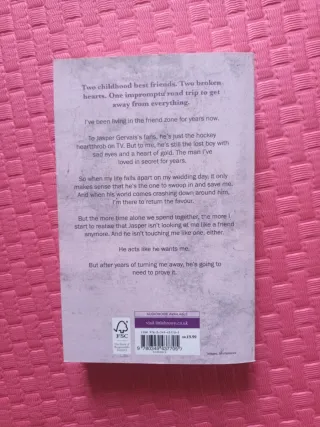 Two childhood best friends. Two broken
hearts. One impromptu road trip to get
away from everything.
I've been living in the friend zone for years now.
To Jasper Gervais's fans, he's just the hockey
heartthrob on TV. But to me, he's still the lost boy with
sad eyes and a heart of gold. The man I've
loved in secret for years.
So when my life falls apart on my wedding day, it only
makes sense that he's the one to swoop in and save me.
And when his world comes crashing down around him,
I'm there to return the favour.
But the more time alone we spend together, the more I
start to realise that Jasper isn't looking at me like a friend
anymore. And he isn't touching me like one, either.
He acts like he wants me.
But after years of turning me away, he's going to
need to prove it.
FSC